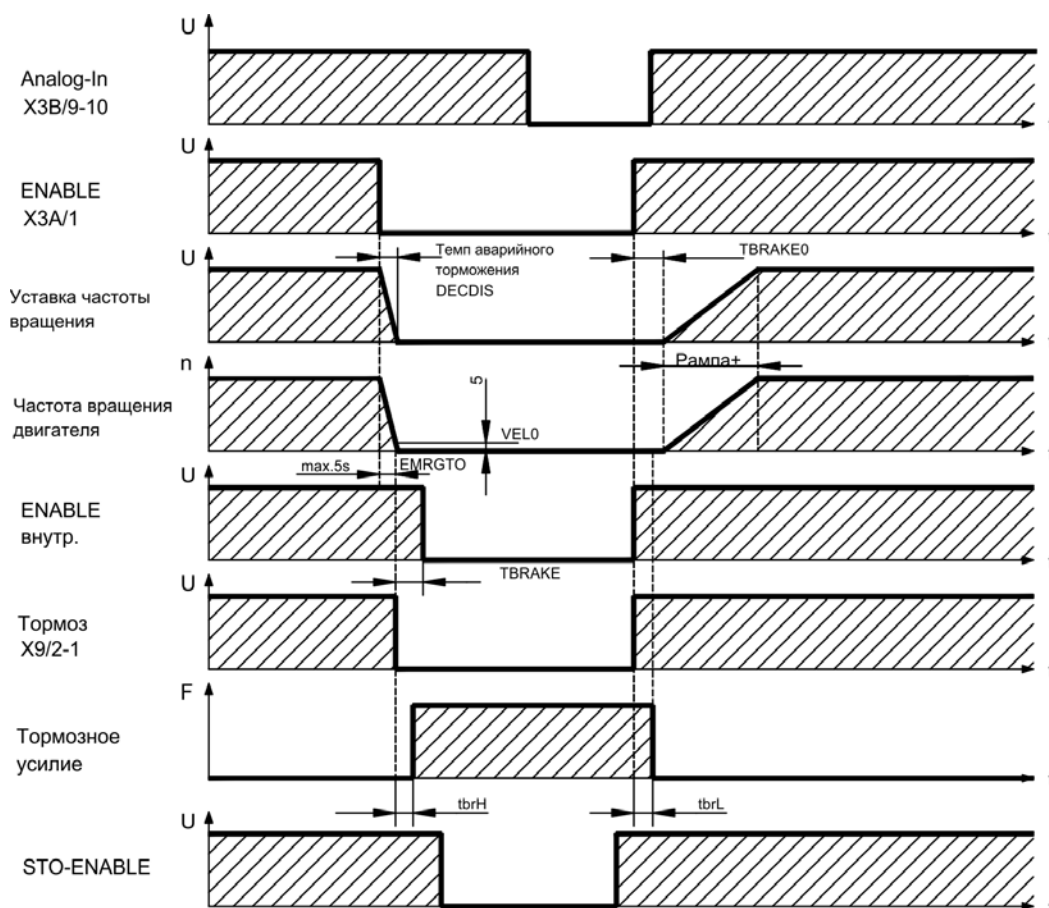 U
Analog-In
X3B/9-10
U
ENABLE
X3A/1
U
Темп аварийного
торможения
DECDIS
TBRAKE0
Уставка частоты
вращения
n
Рампа+
Частота вращения
двигателя
5
VEL0
max.5s
EMRGTO
U
ENABLE
внутр.
TBRAKE
U
Тормоз
X9/2-1
F
Тормозное
усилие
tbrH
tbrL
U
STO-ENABLE